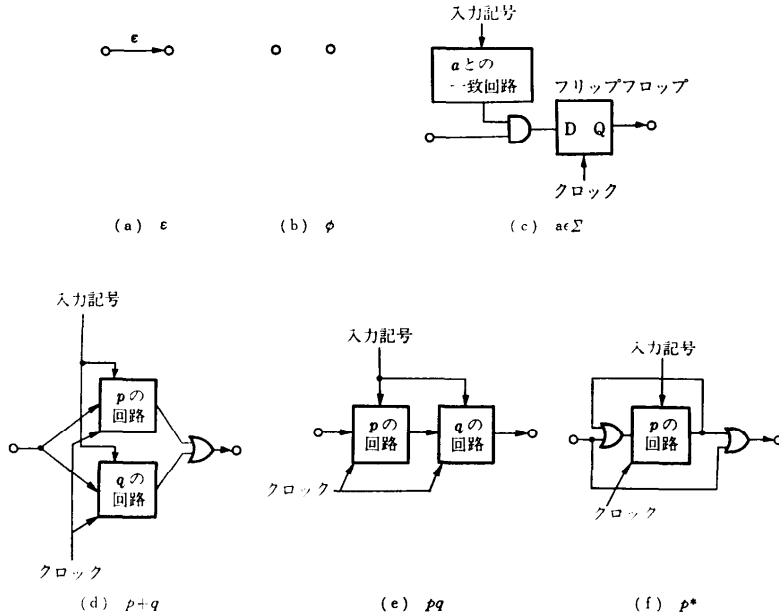 ε
(a) ε
(b) φ
入力記号
aとの
一致回路
フリップフロップ
D Q
クロック
(c) aϵΣ
入力記号
pの
回路
qの
回路
クロック
(d) p+q
入力記号
pの
回路
qの
回路
クロック
(e) pq
入力記号
pの
回路
クロック
(f) p*